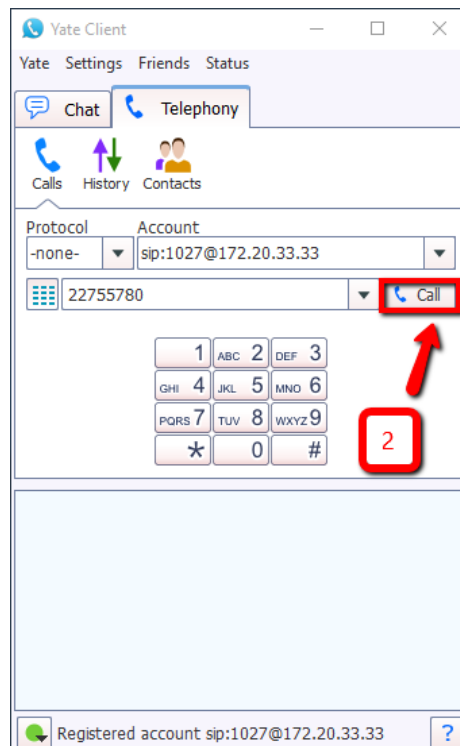 Yate Client
Yate Settings Friends Status
Chat Telephony
Calls History Contacts
Protocol Account
-none- sip:1027@172.20.33.33
22755780 Call
1 ABC 2 DEF 3
GHI 4 JKL 5 MNO 6
PQRS 7 TUV 8 WXYZ 9
* 0 #
2
Registered account sip:1027@172.20.33.33 ?